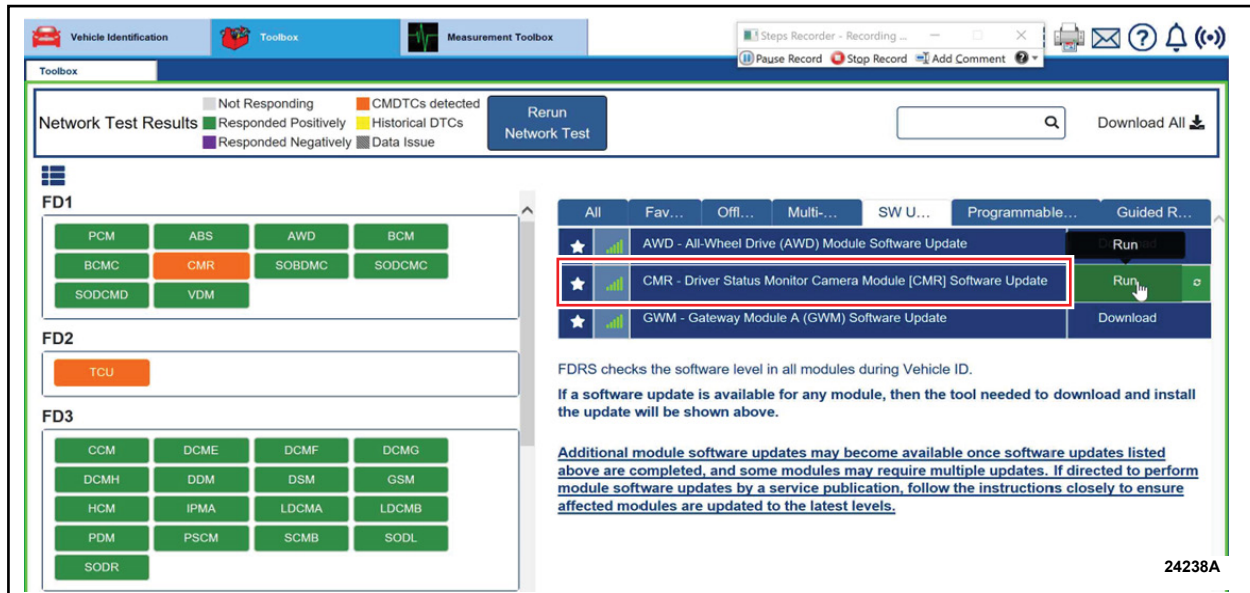 Vehicle Identification
Toolbox
Measurement Toolbox
Steps Recorder - Recording ...
Pause Record Stop Record Add Comment
Toolbox
Network Test Results
Not Responding
CMDTCs detected
Responded Positively
Historical DTCs
Responded Negatively
Data Issue
Rerun
Network Test
Download All
FD1
PCM ABS AWD BCM
BCMC CMR SOBDMC SODCMC
SODCMD VDM
FD2
TCU
FD3
CCM DCME DCMF DCMG
DCMH DDM DSM GSM
HCM IPMA LDCMA LDCMB
PDM PSCM SCMB SODL
SODR
All Fav... Offl... Multi-... SW U... Programmable... Guided R...
AWD - All-Wheel Drive (AWD) Module Software Update
Run
CMR - Driver Status Monitor Camera Module [CMR] Software Update
Run
GWM - Gateway Module A (GWM) Software Update
Download
FDRS checks the software level in all modules during Vehicle ID.
If a software update is available for any module, then the tool needed to download and install
the update will be shown above.
Additional module software updates may become available once software updates listed
above are completed, and some modules may require multiple updates. If directed to perform
module software updates by a service publication, follow the instructions closely to ensure
affected modules are updated to the latest levels.
24238A